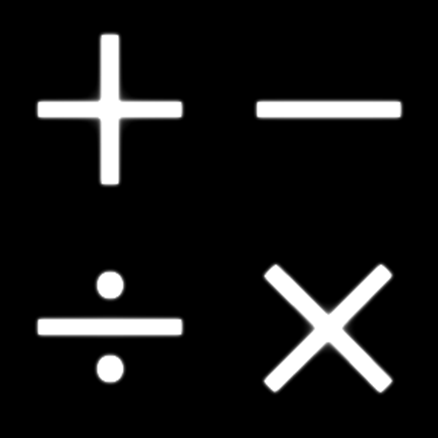 + −
÷ ×